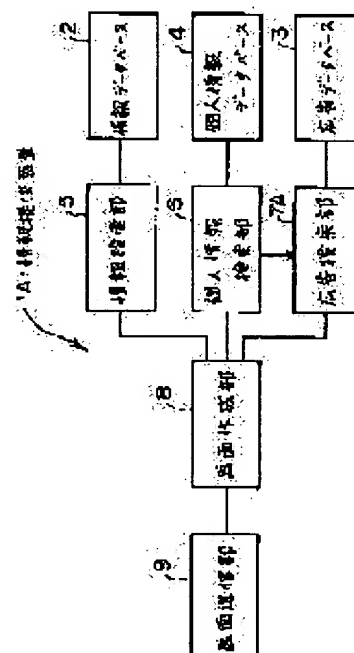 1A:情報提供装置
2
情報データベース
4
個人情報
データベース
3
広告データベース
5
情報検索部
6
個人情報
検索部
7A
広告検索部
8
画面作成部
9
画面送信部